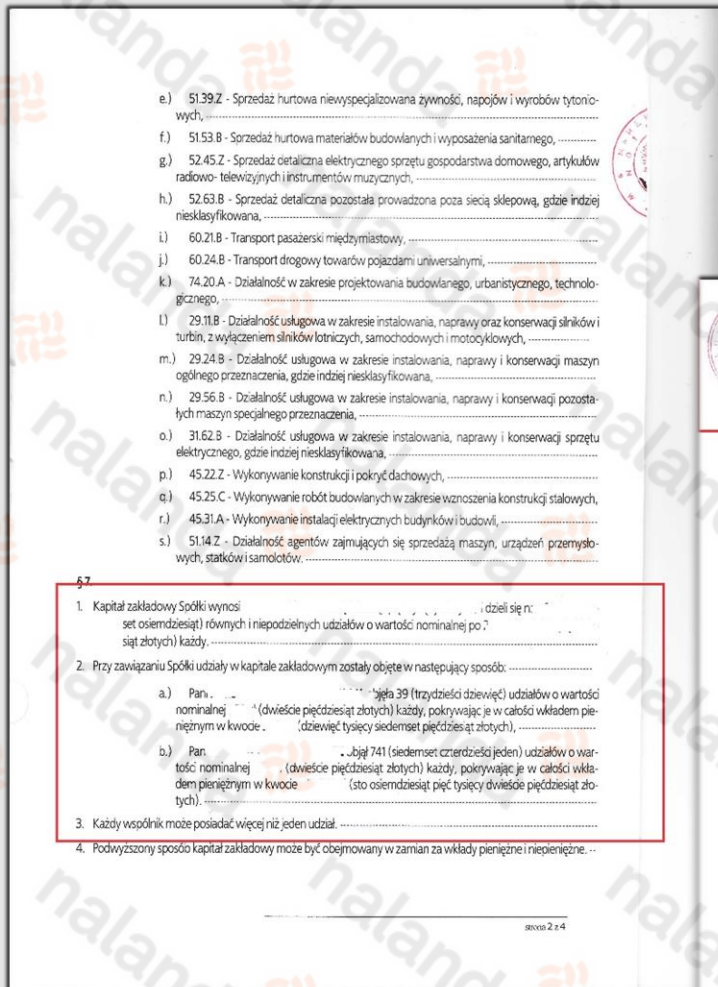 e.) 51.39.Z - Sprzedaż hurtowa niewyspecjalizowana żywności, napojów i wyrobów tytonio-
wych,
f.) 51.53.B - Sprzedaż hurtowa materiałów budowlanych i wyposażenia sanitarnego,
g.) 52.45.Z - Sprzedaż detaliczna elektrycznego sprzętu gospodarstwa domowego, artykułów
radiowo- telewizyjnych i instrumentów muzycznych,
h.) 52.63.B - Sprzedaż detaliczna pozostała prowadzona poza siecią sklepową, gdzie indziej
niesklasyfikowana,
i.) 60.21.B - Transport pasażerski międzymiastowy,
j.) 60.24.B - Transport drogowy towarów pojazdami uniwersalnymi,
k.) 74.20.A - Działalność w zakresie projektowania budowlanego, urbanistycznego, technolo-
gicznego,
l.) 29.11.B - Działalność usługowa w zakresie instalowania, naprawy oraz konserwacji silników i
turbin, z wyłączeniem silników lotniczych, samochodowych i motocyklowych,
m.) 29.24.B - Działalność usługowa w zakresie instalowania, naprawy i konserwacji maszyn
ogólnego przeznaczenia, gdzie indziej niesklasyfikowana,
n.) 29.56.B - Działalność usługowa w zakresie instalowania, naprawy i konserwacji pozosta-
łych maszyn specjalnego przeznaczenia,
o.) 31.62.B - Działalność usługowa w zakresie instalowania, naprawy i konserwacji sprzętu
elektrycznego, gdzie indziej niesklasyfikowana,
p.) 45.22.Z - Wykonywanie konstrukcji i pokryć dachowych,
q.) 45.25.C - Wykonywanie robót budowlanych w zakresie wznoszenia konstrukcji stalowych,
r.) 45.31.A - Wykonywanie instalacji elektrycznych budynków i budowli,
s.) 51.14.Z - Działalność agentów zajmujących się sprzedażą maszyn, urządzeń przemysło-
wych, statków i samolotów.
§7.
1. Kapitał zakładowy Spółki wynosi dzieli się
set osiemdziesiąt) równych i niepodzielnych udziałów o wartości nominalnej po
siąt złotych) każdy.
2. Przy zawiązaniu Spółki udziały w kapitale zakładowym zostały objęte w następujący sposób:
a.) objęła 39 (trzydzieści dziewięć) udziałów o wartości
nominalnej (dwieście pięćdziesiąt złotych) każdy, pokrywając je w całości wkładem pie-
niężnym w kwocie (dziewięć tysięcy siedemset pięćdziesiąt złotych),
b.) Pan objął 741 (siedemset czterdzieści jeden) udziałów o war-
tości nominalnej (dwieście pięćdziesiąt złotych) każdy, pokrywając je w całości wkła-
dem pieniężnym w kwocie (sto osiemdziesiąt pięć tysięcy dwieście pięćdziesiąt zło-
tych).
3. Każdy wspólnik może posiadać więcej niż jeden udział.
4. Podwyższony sposób kapitał zakładowy może być obejmowany w zamian za wkłady pieniężne i niepieniężne.
strona 2 z 4
nalanda